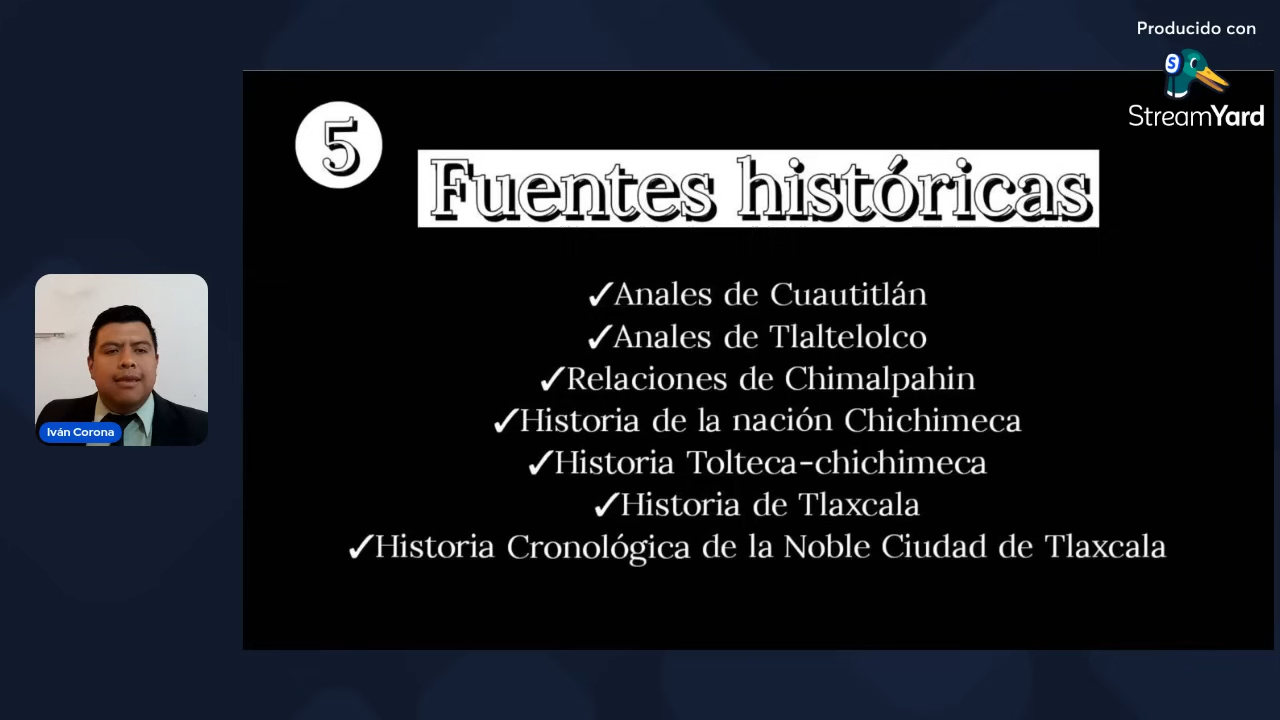 Producido con
S
StreamYard
5
Fuentes históricas
✓Anales de Cuautitlán
✓Anales de Tlaltelolco
✓Relaciones de Chimalpahin
✓Historia de la nación Chichimeca
✓Historia Tolteca-chichimeca
✓Historia de Tlaxcala
✓Historia Cronológica de la Noble Ciudad de Tlaxcala
Iván Corona